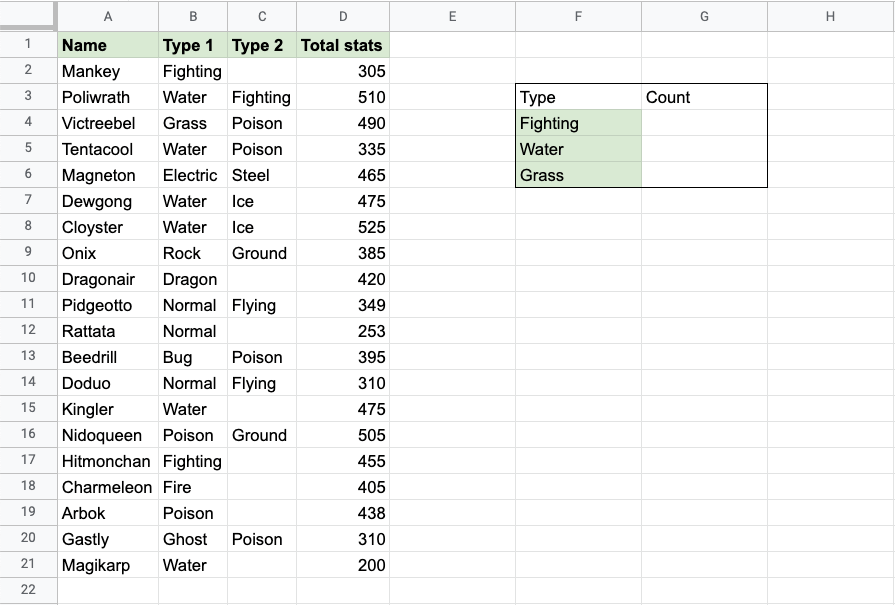 A B C D E F G H
1 Name Type 1 Type 2 Total stats
2 Mankey Fighting 305
3 Poliwrath Water Fighting 510 Type Count
4 Victreebel Grass Poison 490 Fighting
5 Tentacool Water Poison 335 Water
6 Magneton Electric Steel 465 Grass
7 Dewgong Water Ice 475
8 Cloyster Water Ice 525
9 Onix Rock Ground 385
10 Dragonair Dragon 420
11 Pidgeotto Normal Flying 349
12 Rattata Normal 253
13 Beedrill Bug Poison 395
14 Doduo Normal Flying 310
15 Kingler Water 475
16 Nidoqueen Poison Ground 505
17 Hitmonchan Fighting 455
18 Charmeleon Fire 405
19 Arbok Poison 438
20 Gastly Ghost Poison 310
21 Magikarp Water 200
22